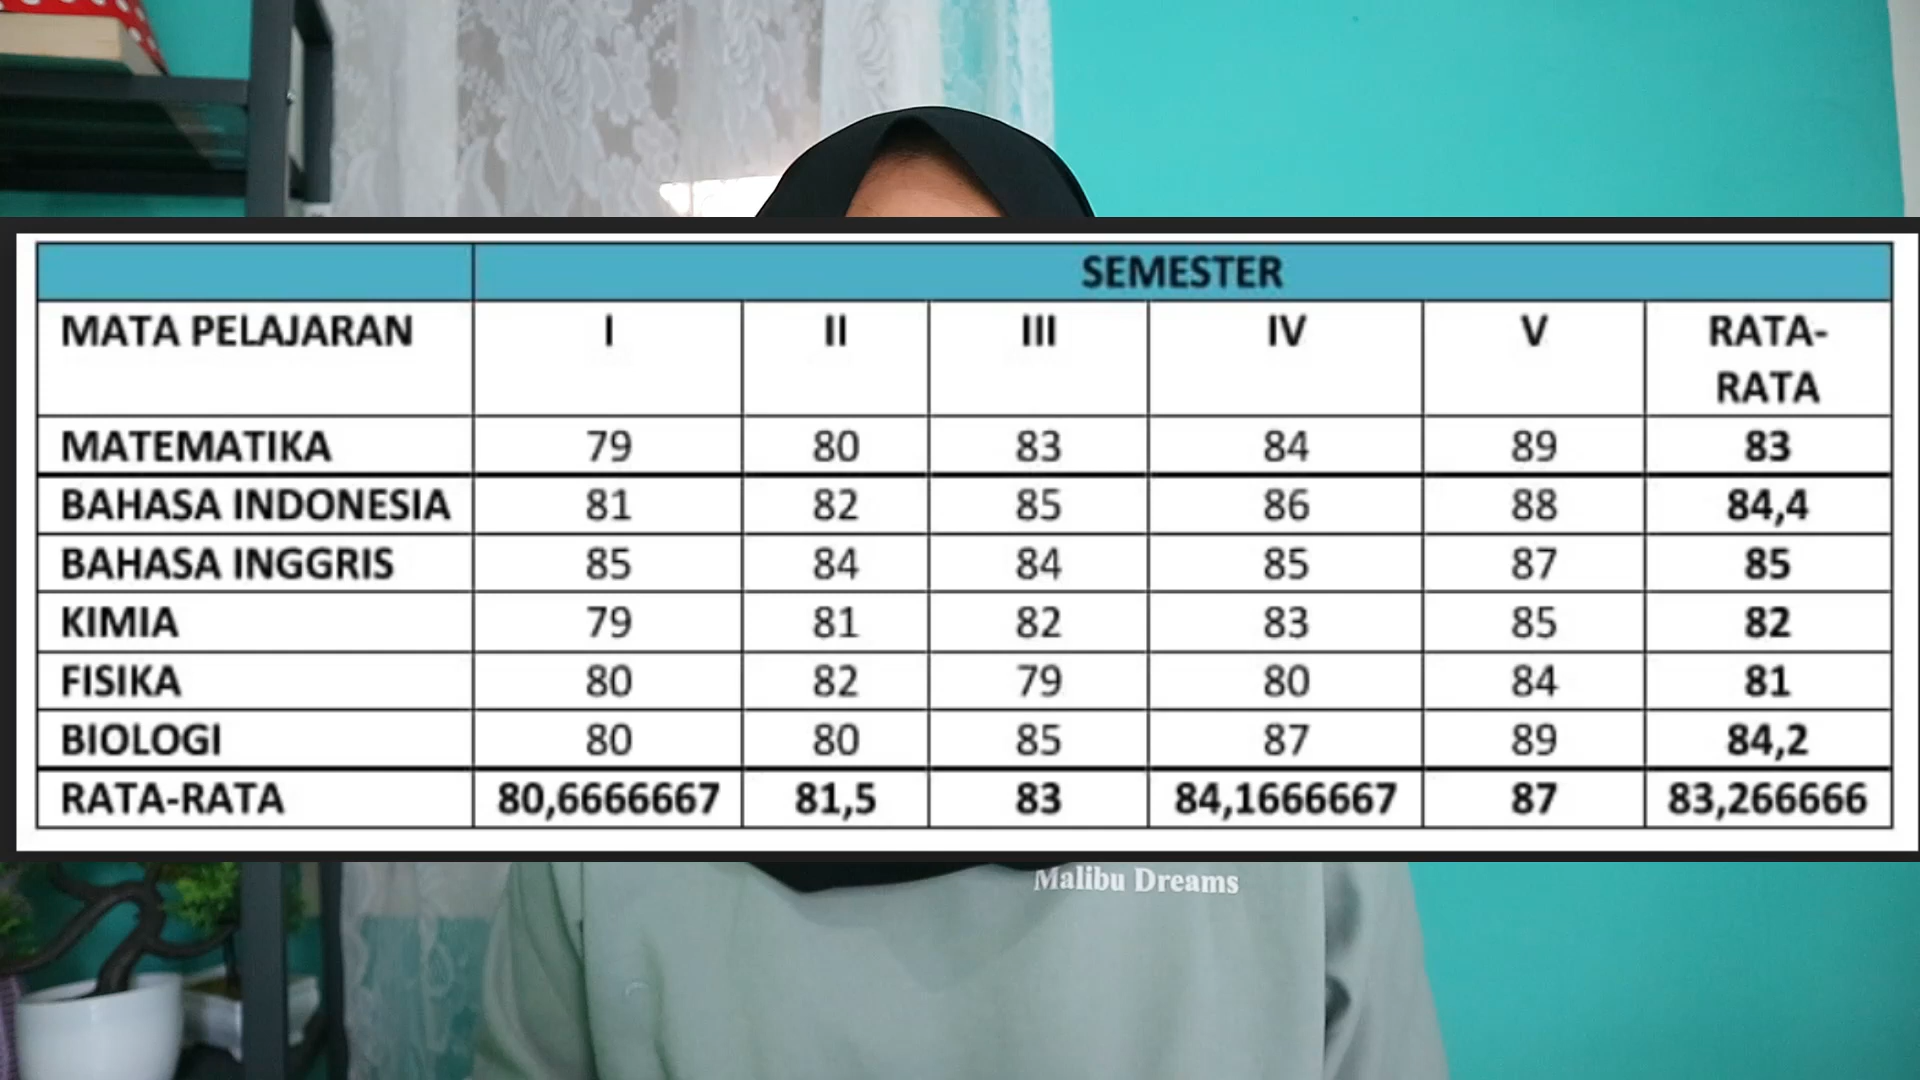 SEMESTER
MATA PELAJARAN I II III IV V RATA-
RATA
MATEMATIKA 79 80 83 84 89 83
BAHASA INDONESIA 81 82 85 86 88 84,4
BAHASA INGGRIS 85 84 84 85 87 85
KIMIA 79 81 82 83 85 82
FISIKA 80 82 79 80 84 81
BIOLOGI 80 80 85 87 89 84,2
RATA-RATA 80,6666667 81,5 83 84,1666667 87 83,266666
Malibu Dreams